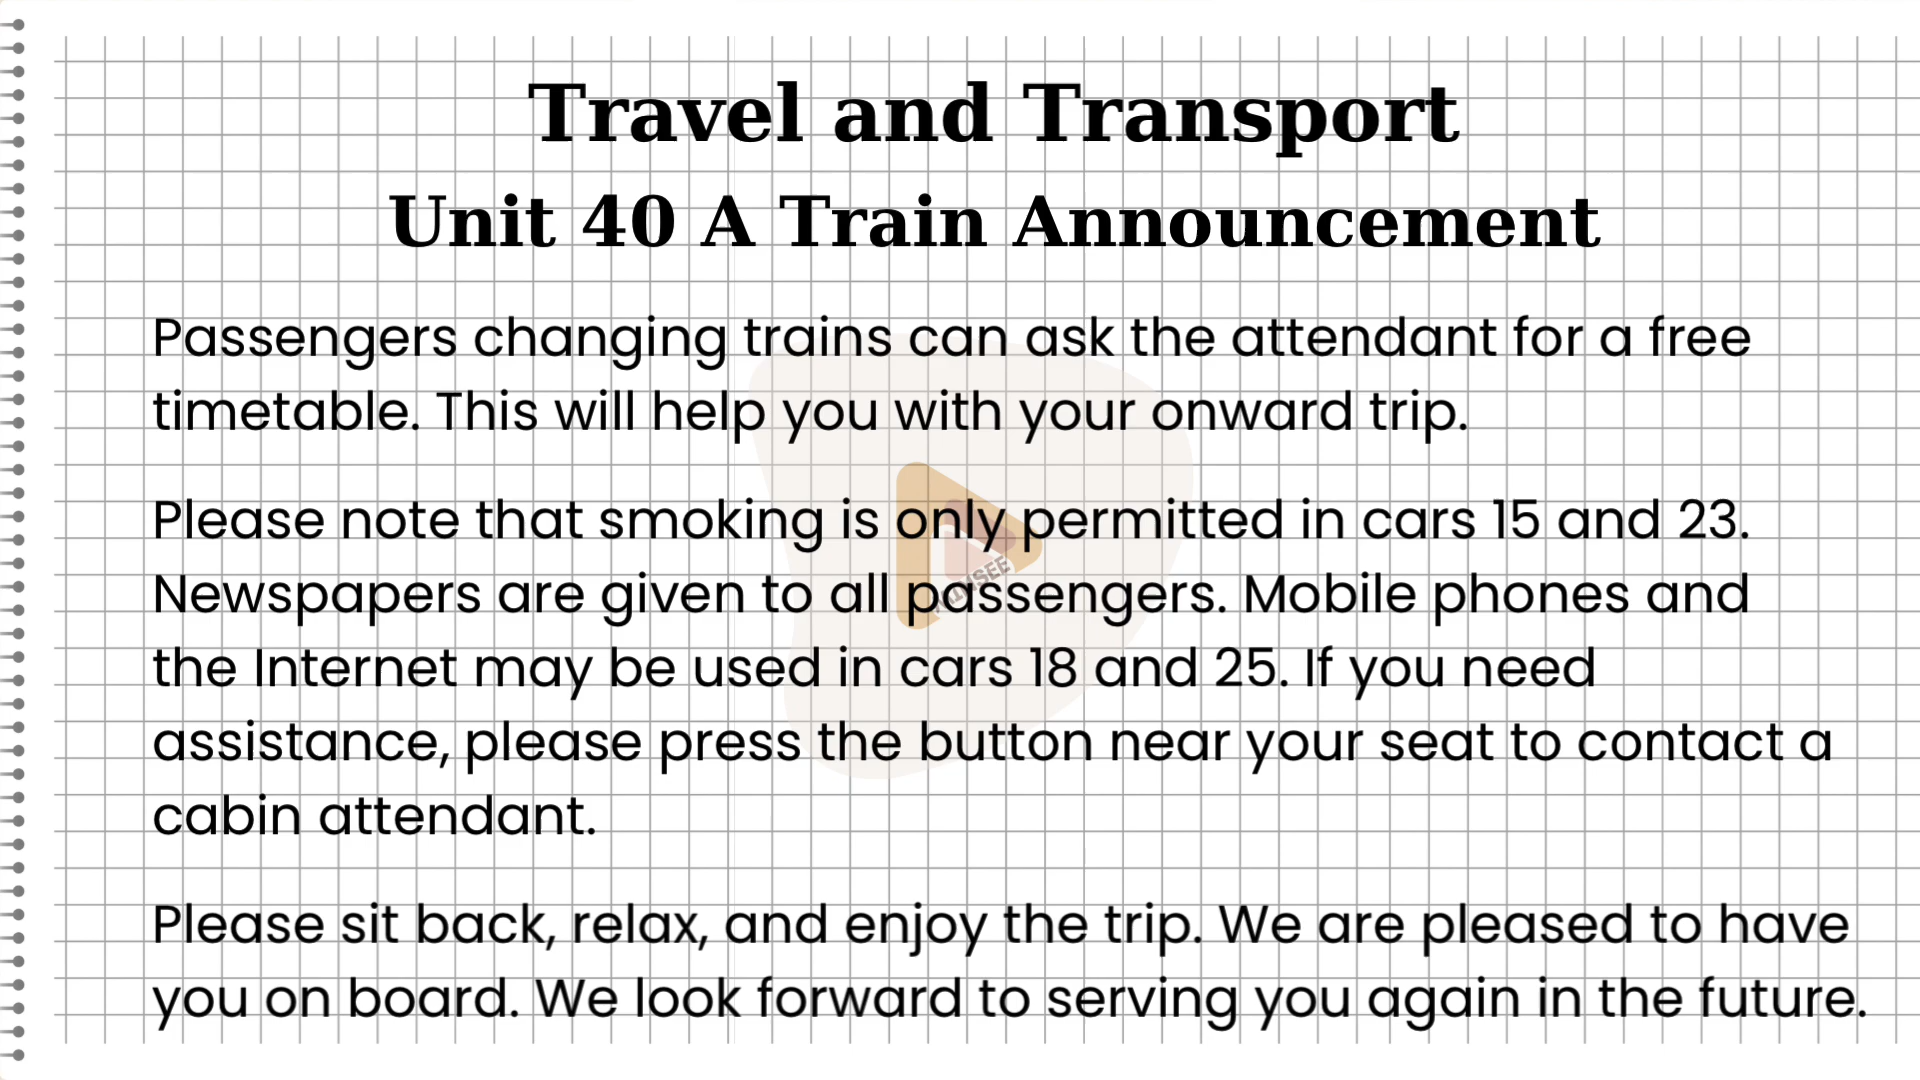 Travel and Transport
Unit 40 A Train Announcement
Passengers changing trains can ask the attendant for a free
timetable. This will help you with your onward trip.
Please note that smoking is only permitted in cars 15 and 23.
Newspapers are given to all passengers. Mobile phones and
the Internet may be used in cars 18 and 25. If you need
assistance, please press the button near your seat to contact a
cabin attendant.
Please sit back, relax, and enjoy the trip. We are pleased to have
you on board. We look forward to serving you again in the future.